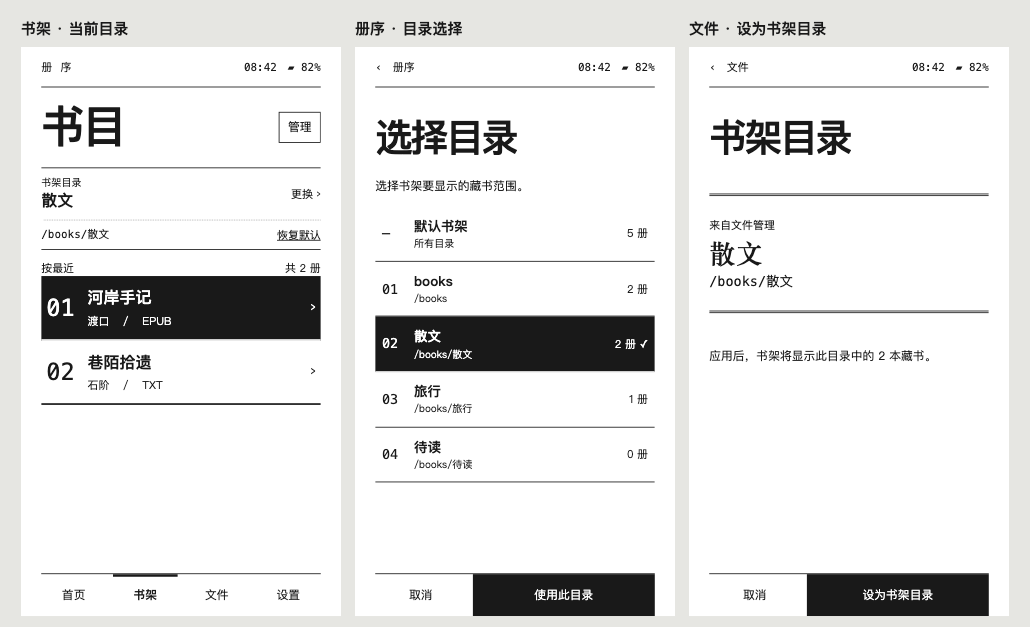 书架 · 当前目录
册 序 08:42 82%
书目
管理
书架目录
散文
更换 ›
/books/散文 恢复默认
按最近 共 2 册
01 河岸手记 ›
渡口 / EPUB
02 巷陌拾遗 ›
石阶 / TXT
首页 书架 文件 设置
册序 · 目录选择
‹ 册序 08:42 82%
选择目录
选择书架要显示的藏书范围。
— 默认书架 5 册
所有目录
01 books 2 册
/books
02 散文 2 册 ✓
/books/散文
03 旅行 1 册
/books/旅行
04 待读 0 册
/books/待读
取消 使用此目录
文件 · 设为书架目录
‹ 文件 08:42 82%
书架目录
来自文件管理
散文
/books/散文
应用后，书架将显示此目录中的 2 本藏书。
取消 设为书架目录